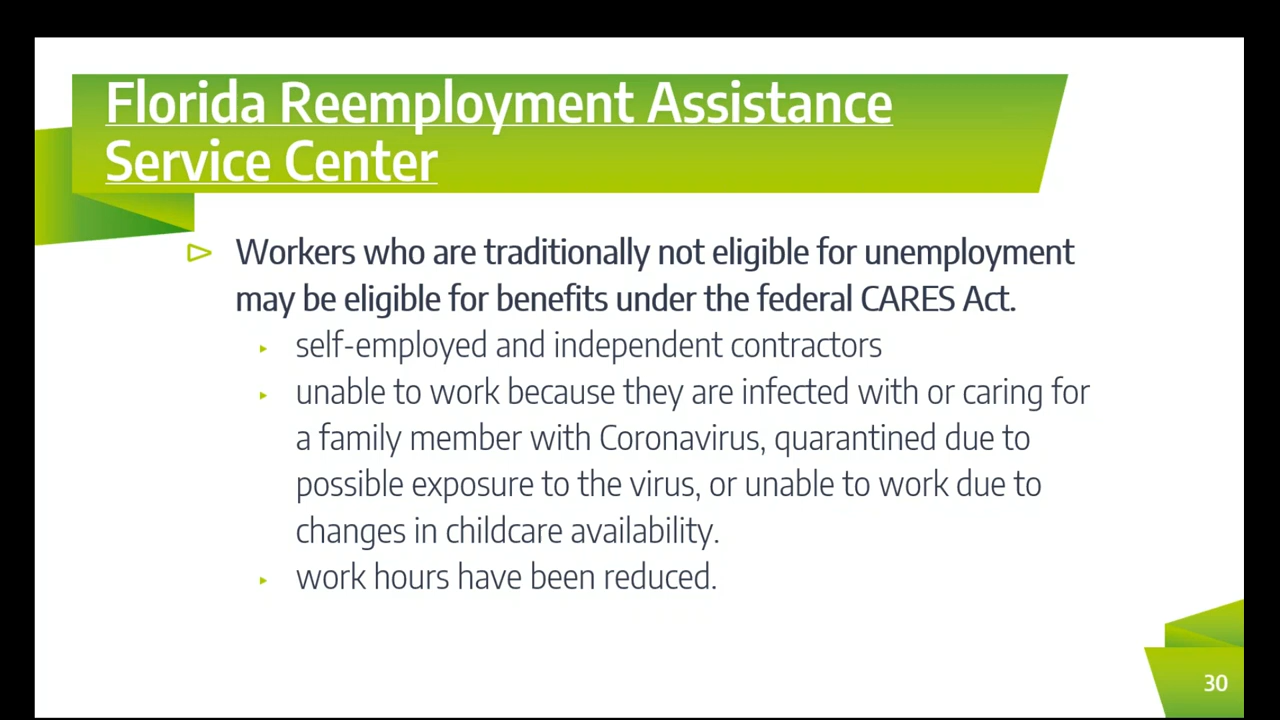 Florida Reemployment Assistance
Service Center
Workers who are traditionally not eligible for unemployment
may be eligible for benefits under the federal CARES Act.
self-employed and independent contractors
unable to work because they are infected with or caring for
a family member with Coronavirus, quarantined due to
possible exposure to the virus, or unable to work due to
changes in childcare availability.
work hours have been reduced.
30